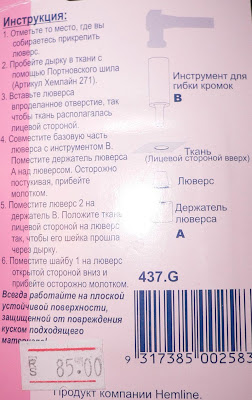 Инструкция:
1. Отметьте то место, где вы
собираетесь прикрепить
люверс.
2. Пробейте дырку в ткани с
помощью Портновского шила
(Артикул Хемлайн 271).
3. Вставьте люверса
впроделанное отверстие, так
чтобы ткань располагалась
лицевой стороной.
4. Совместите базовую часть
люверса с инструментом В.
Поместите держатель люверса
А над люверсом. Осторожно
постукивая, прибейте
молотком.
5. Поместите люверс 2 на
держатель В. Положите ткань
лицевой стороной на люверс
так, чтобы его шейка прошла
через дырку.
6. Поместите шайбу 1 на люверс
открытой стороной вниз и
прибейте осторожно молотком.
Всегда работайте на плоской
устойчивой поверхности,
защищенной от повреждения
куском подходящего
Инструмент для
гибки кромок
B
Ткань
(Лицевой стороной вверх)
Люверс
Держатель
люверса
A
437.G
85.00
9 317385 002583
Продукт компании Hemline.